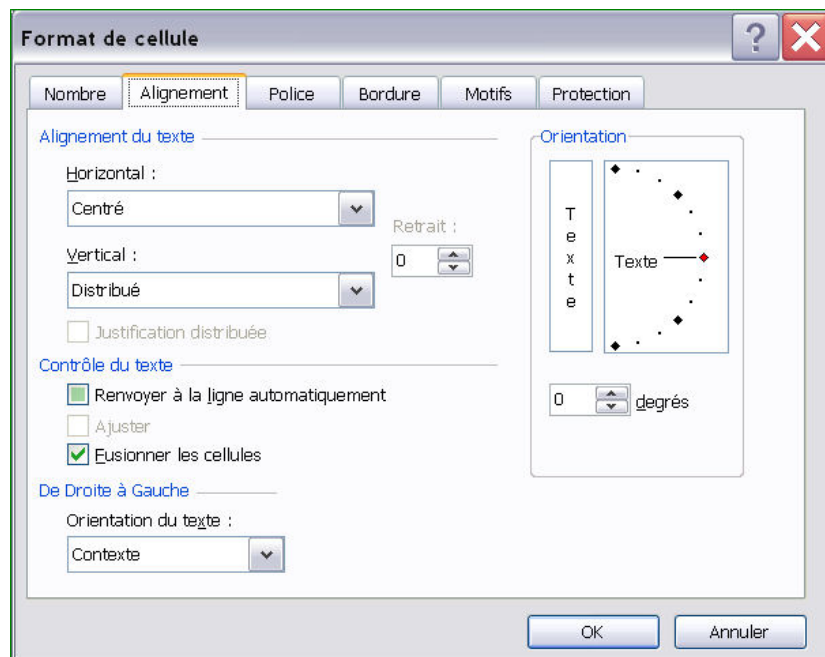 Format de cellule
Nombre Alignement Police Bordure Motifs Protection
Alignement du texte
Horizontal :
Centré
Retrait :
0
Vertical :
Distribué
Justification distribuée
Contrôle du texte
Renvoyer à la ligne automatiquement
Ajuster
Fusionner les cellules
De Droite à Gauche
Orientation du texte :
Contexte
Orientation
Texte
Texte
0 degrés
OK Annuler